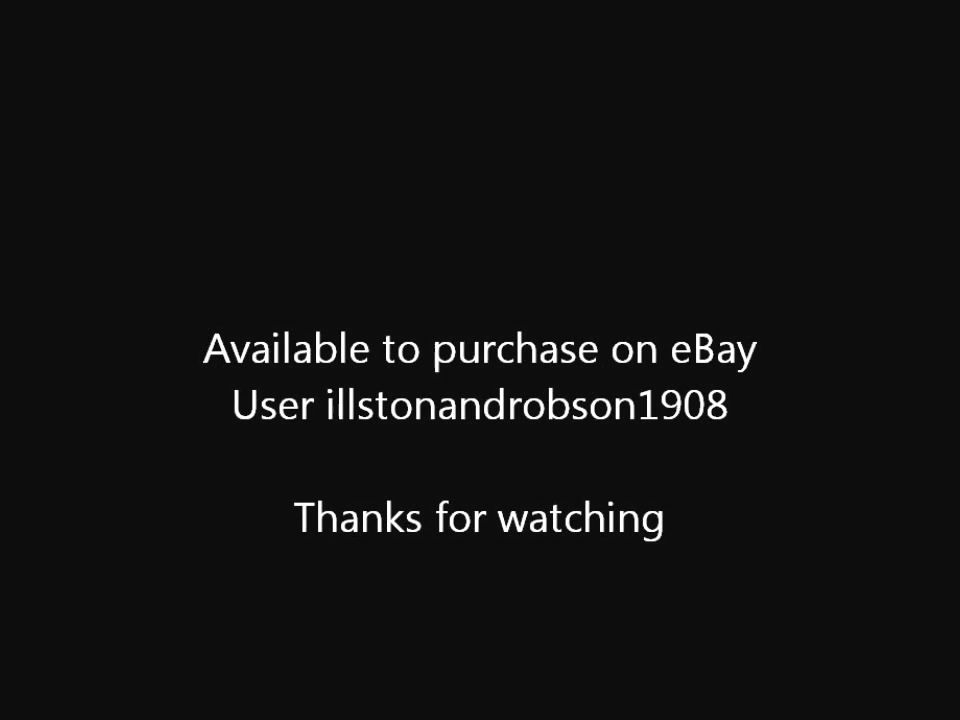 Available to purchase on eBay
User illstonandrobson1908
Thanks for watching